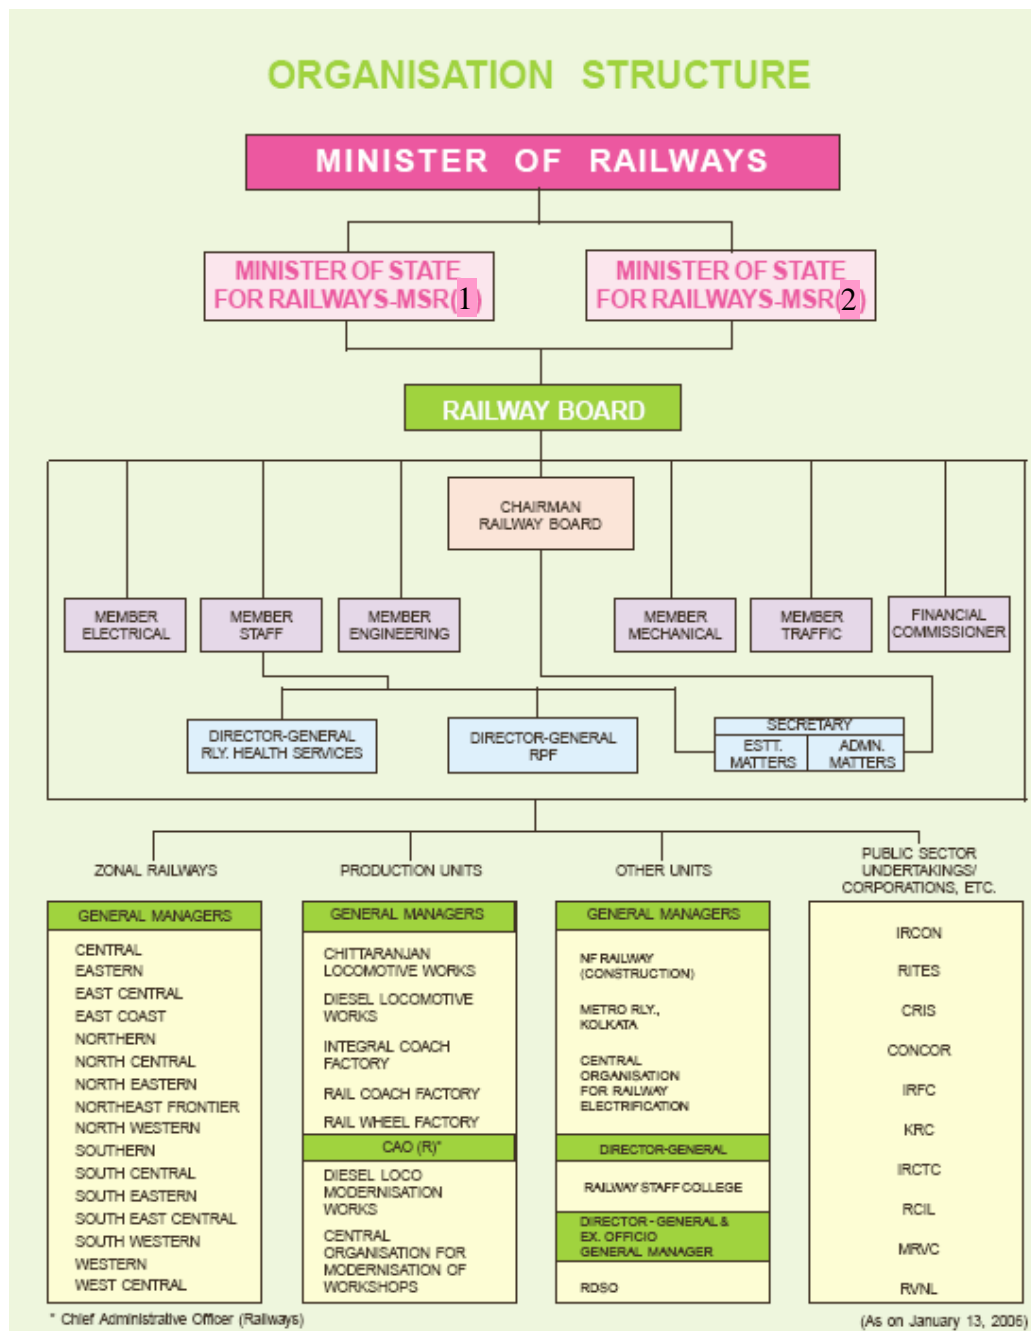 ORGANISATION STRUCTURE
MINISTER OF RAILWAYS
MINISTER OF STATE
FOR RAILWAYS-MSR(1)
MINISTER OF STATE
FOR RAILWAYS-MSR(2)
RAILWAY BOARD
CHAIRMAN
RAILWAY BOARD
MEMBER
ELECTRICAL
MEMBER
STAFF
MEMBER
ENGINEERING
MEMBER
MECHANICAL
MEMBER
TRAFFIC
FINANCIAL
COMMISSIONER
DIRECTOR-GENERAL
RLY. HEALTH SERVICES
DIRECTOR-GENERAL
RPF
SECRETARY
ESTT.
MATTERS
ADMN.
MATTERS
ZONAL RAILWAYS
GENERAL MANAGERS
CENTRAL
EASTERN
EAST CENTRAL
EAST COAST
NORTHERN
NORTH CENTRAL
NORTH EASTERN
NORTHEAST FRONTIER
NORTH WESTERN
SOUTHERN
SOUTH CENTRAL
SOUTH EASTERN
SOUTH EAST CENTRAL
SOUTH WESTERN
WESTERN
WEST CENTRAL
PRODUCTION UNITS
GENERAL MANAGERS
CHITTARANJAN
LOCOMOTIVE WORKS
DIESEL LOCOMOTIVE
WORKS
INTEGRAL COACH
FACTORY
RAIL COACH FACTORY
RAIL WHEEL FACTORY
CAO (R)*
DIESEL LOCO
MODERNISATION
WORKS
CENTRAL
ORGANISATION FOR
MODERNISATION OF
WORKSHOPS
OTHER UNITS
GENERAL MANAGERS
NF RAILWAY
(CONSTRUCTION)
METRO RLY.,
KOLKATA
CENTRAL
ORGANISATION
FOR RAILWAY
ELECTRIFICATION
DIRECTOR-GENERAL
RAILWAY STAFF COLLEGE
DIRECTOR - GENERAL &
EX. OFFICIO
GENERAL MANAGER
RDSO
PUBLIC SECTOR
UNDERTAKINGS/
CORPORATIONS, ETC.
IRCON
RITES
CRIS
CONCOR
IRFC
KRC
IRCTC
RCIL
MRVC
RVNL
* Chief Administrative Officer (Railways)
(As on January 13, 2006)